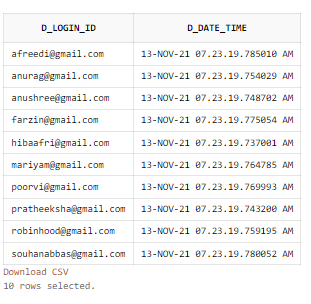 D_LOGIN_ID D_DATE_TIME
afreedi@gmail.com 13-NOV-21 07.23.19.785010 AM
anurag@gmail.com 13-NOV-21 07.23.19.754029 AM
anushree@gmail.com 13-NOV-21 07.23.19.748702 AM
farzin@gmail.com 13-NOV-21 07.23.19.775054 AM
hibaafri@gmail.com 13-NOV-21 07.23.19.737001 AM
mariyam@gmail.com 13-NOV-21 07.23.19.764785 AM
poorvi@gmail.com 13-NOV-21 07.23.19.769993 AM
pratheeksha@gmail.com 13-NOV-21 07.23.19.743200 AM
robinhood@gmail.com 13-NOV-21 07.23.19.759195 AM
souhanabbas@gmail.com 13-NOV-21 07.23.19.780052 AM
Download CSV
10 rows selected.